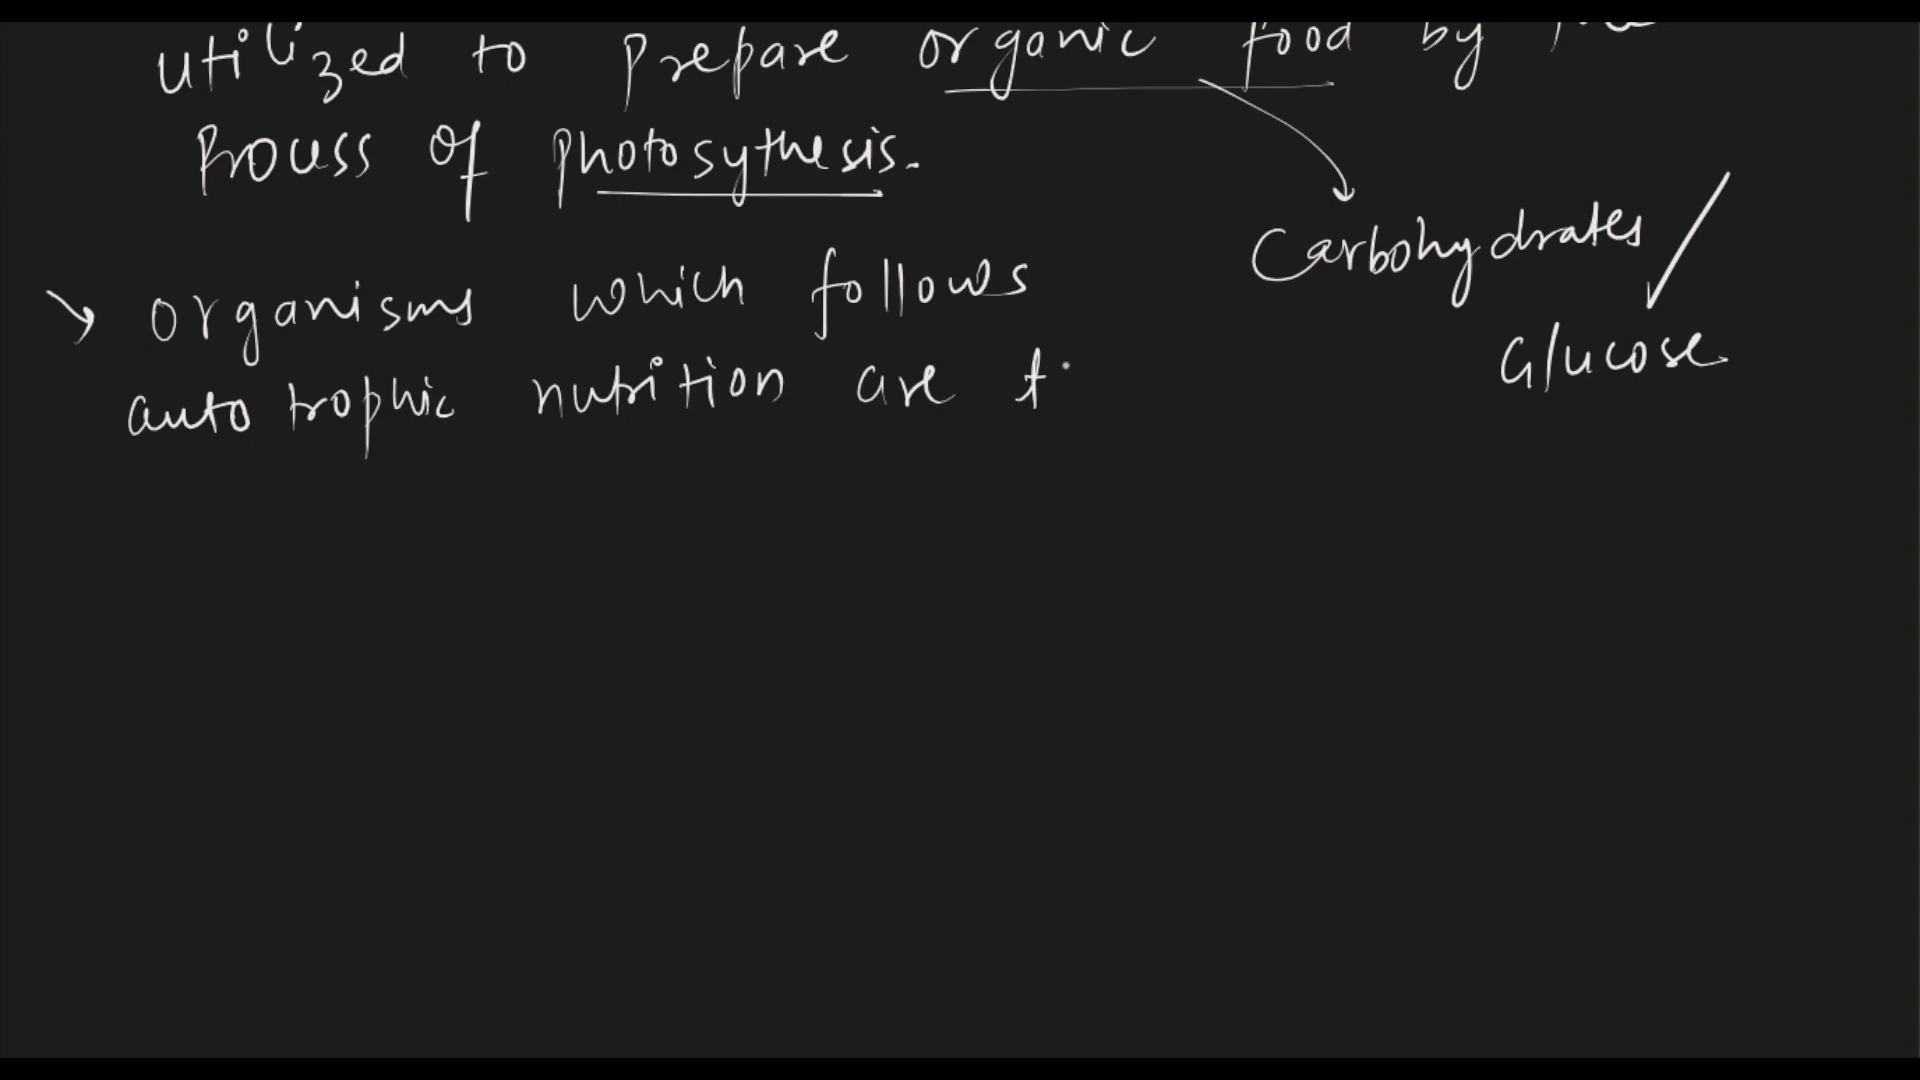 utilized to prepare organic food by
Process of photosythesis.
Carbohydrates
organisms which follows
Glucose
auto trophic nutrition are t